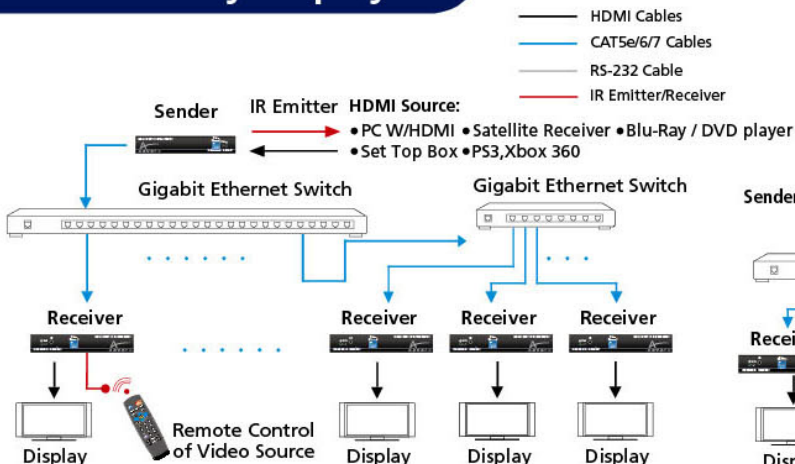 HDMI Cables
CAT5e/6/7 Cables
RS-232 Cable
IR Emitter/Receiver
Sender
IR Emitter
HDMI Source:
•PC W/HDMI •Satellite Receiver •Blu-Ray / DVD player
•Set Top Box •PS3,Xbox 360
Gigabit Ethernet Switch
Gigabit Ethernet Switch
Sender
Receiver
Receiver
Receiver
Receiver
Display
Remote Control
of Video Source
Display
Display
Display